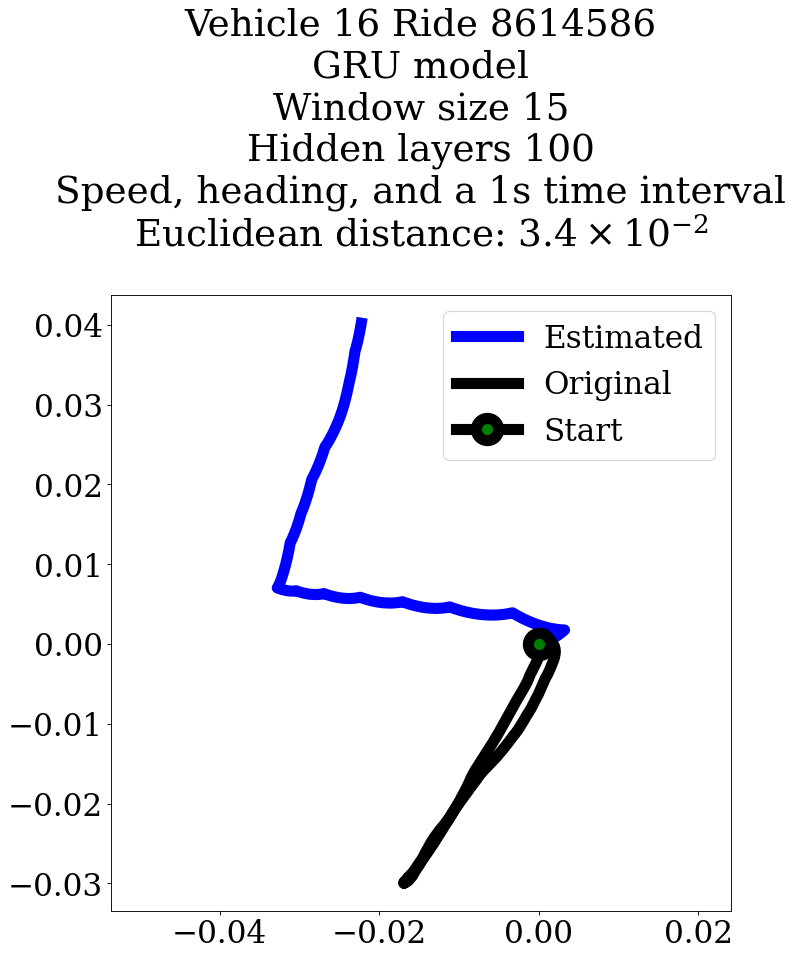 Vehicle 16 Ride 8614586
GRU model
Window size 15
Hidden layers 100
Speed, heading, and a 1s time interval
Euclidean distance: 3.4 × 10⁻²
Estimated
Original
Start
0.04
0.03
0.02
0.01
0.00
−0.01
−0.02
−0.03
−0.04 −0.02 0.00 0.02